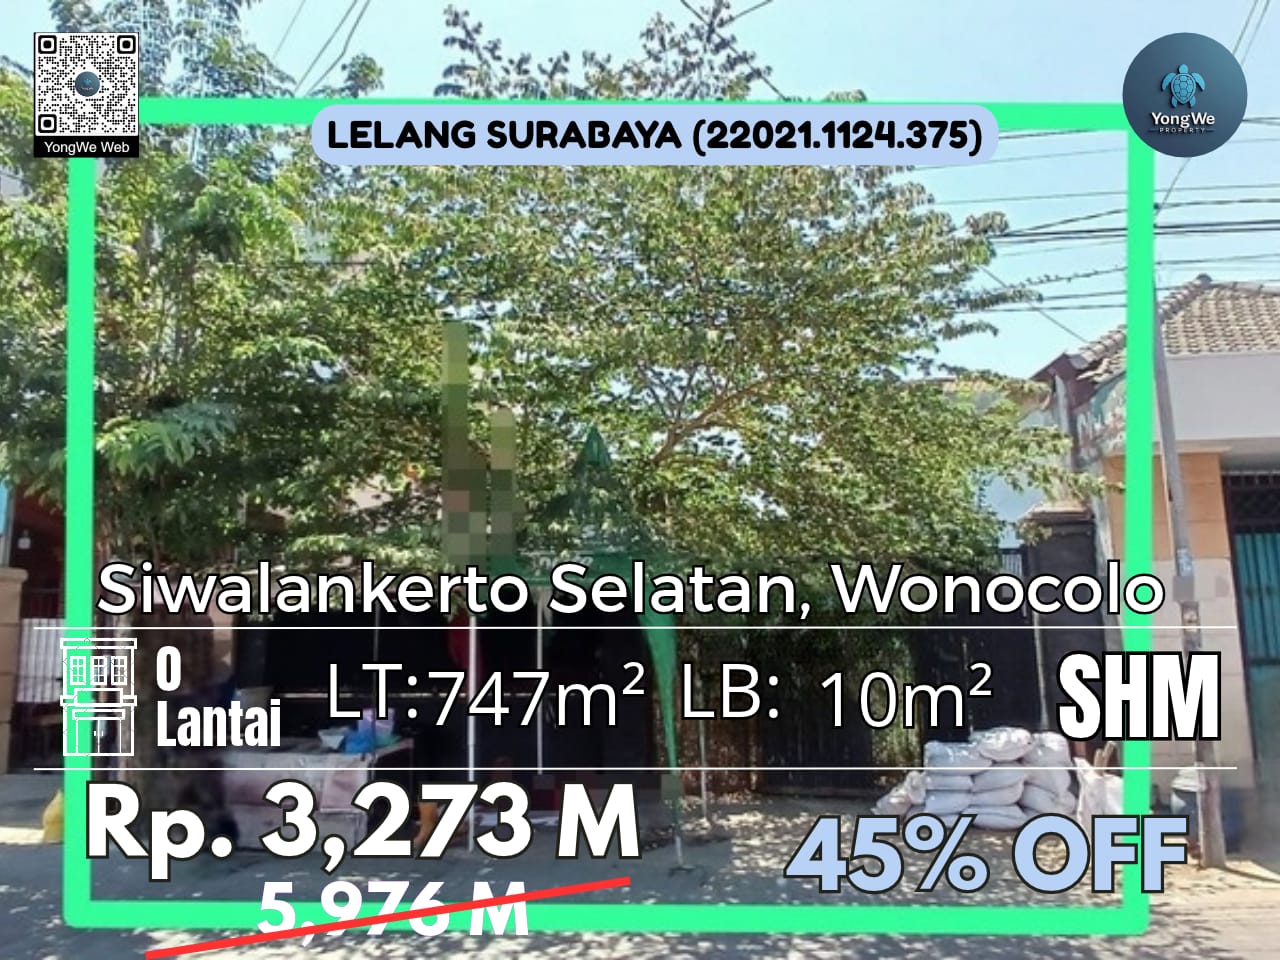 YongWe Web
LELANG SURABAYA (22021.1124.375)
YongWe
PROPERTY
Siwalankerto Selatan, Wonocolo
0
Lantai
LT: 747m² LB: 10m²
SHM
Rp. 3,273 M
5,976 M
45% OFF